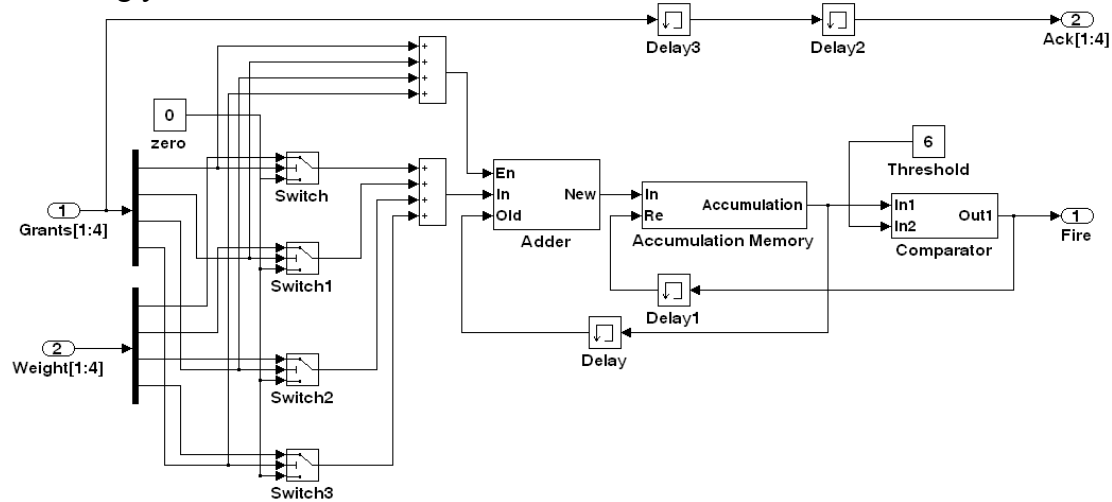 2
Delay3
Delay2
Ack[1:4]
+
+
+
+
0
zero
6
Threshold
Switch
+
+
+
+
En
In
Old
New
Adder
In
Re
Accumulation
Accumulation Memory
In1
In2
Out1
Comparator
1
Fire
1
Grants[1:4]
Switch1
Delay1
Delay
2
Weight[1:4]
Switch2
Switch3